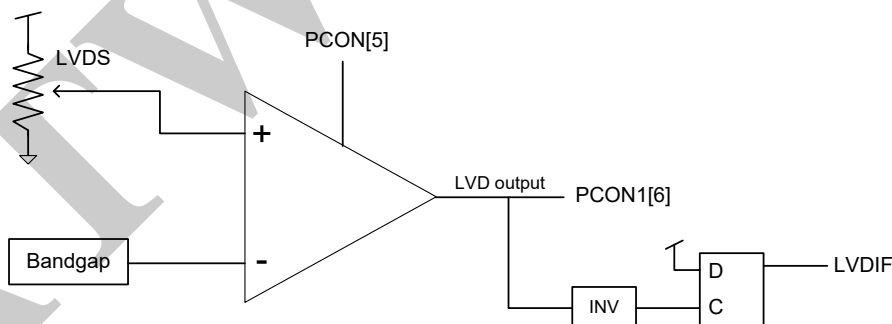 PCON[5]
LVDS
+
LVD output
PCON1[6]
Bandgap
-
D
LVDIF
INV
C